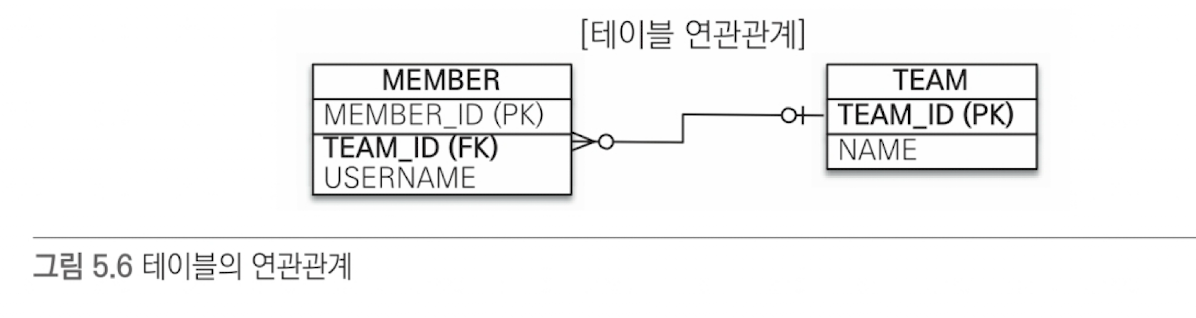 [테이블 연관관계]
MEMBER
MEMBER_ID (PK)
TEAM_ID (FK)
USERNAME
TEAM
TEAM_ID (PK)
NAME
그림 5.6 테이블의 연관관계